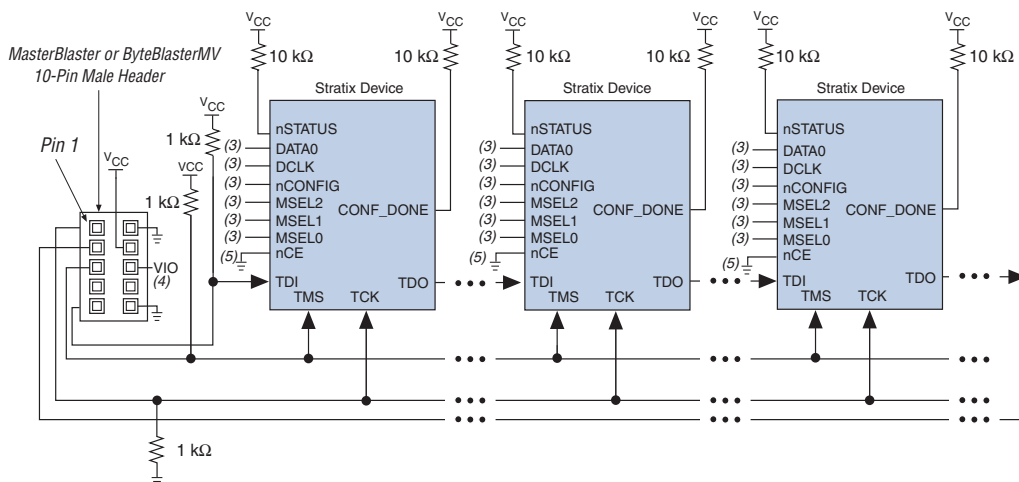 MasterBlaster or ByteBlasterMV
10-Pin Male Header
Pin 1
VCC
VCC
1 kΩ
VCC
1 kΩ
VIO
(4)
1 kΩ
VCC
10 kΩ
VCC
10 kΩ
Stratix Device
nSTATUS
(3) DATA0
(3) DCLK
(3) nCONFIG
(3) MSEL2
(3) MSEL1
(3) MSEL0
(5) nCE
CONF_DONE
TDI
TDO
TMS
TCK
VCC
10 kΩ
VCC
10 kΩ
Stratix Device
nSTATUS
(3) DATA0
(3) DCLK
(3) nCONFIG
(3) MSEL2
(3) MSEL1
(3) MSEL0
(5) nCE
CONF_DONE
TDI
TDO
TMS
TCK
VCC
10 kΩ
VCC
10 kΩ
Stratix Device
nSTATUS
(3) DATA0
(3) DCLK
(3) nCONFIG
(3) MSEL2
(3) MSEL1
(3) MSEL0
(5) nCE
CONF_DONE
TDI
TDO
TMS
TCK